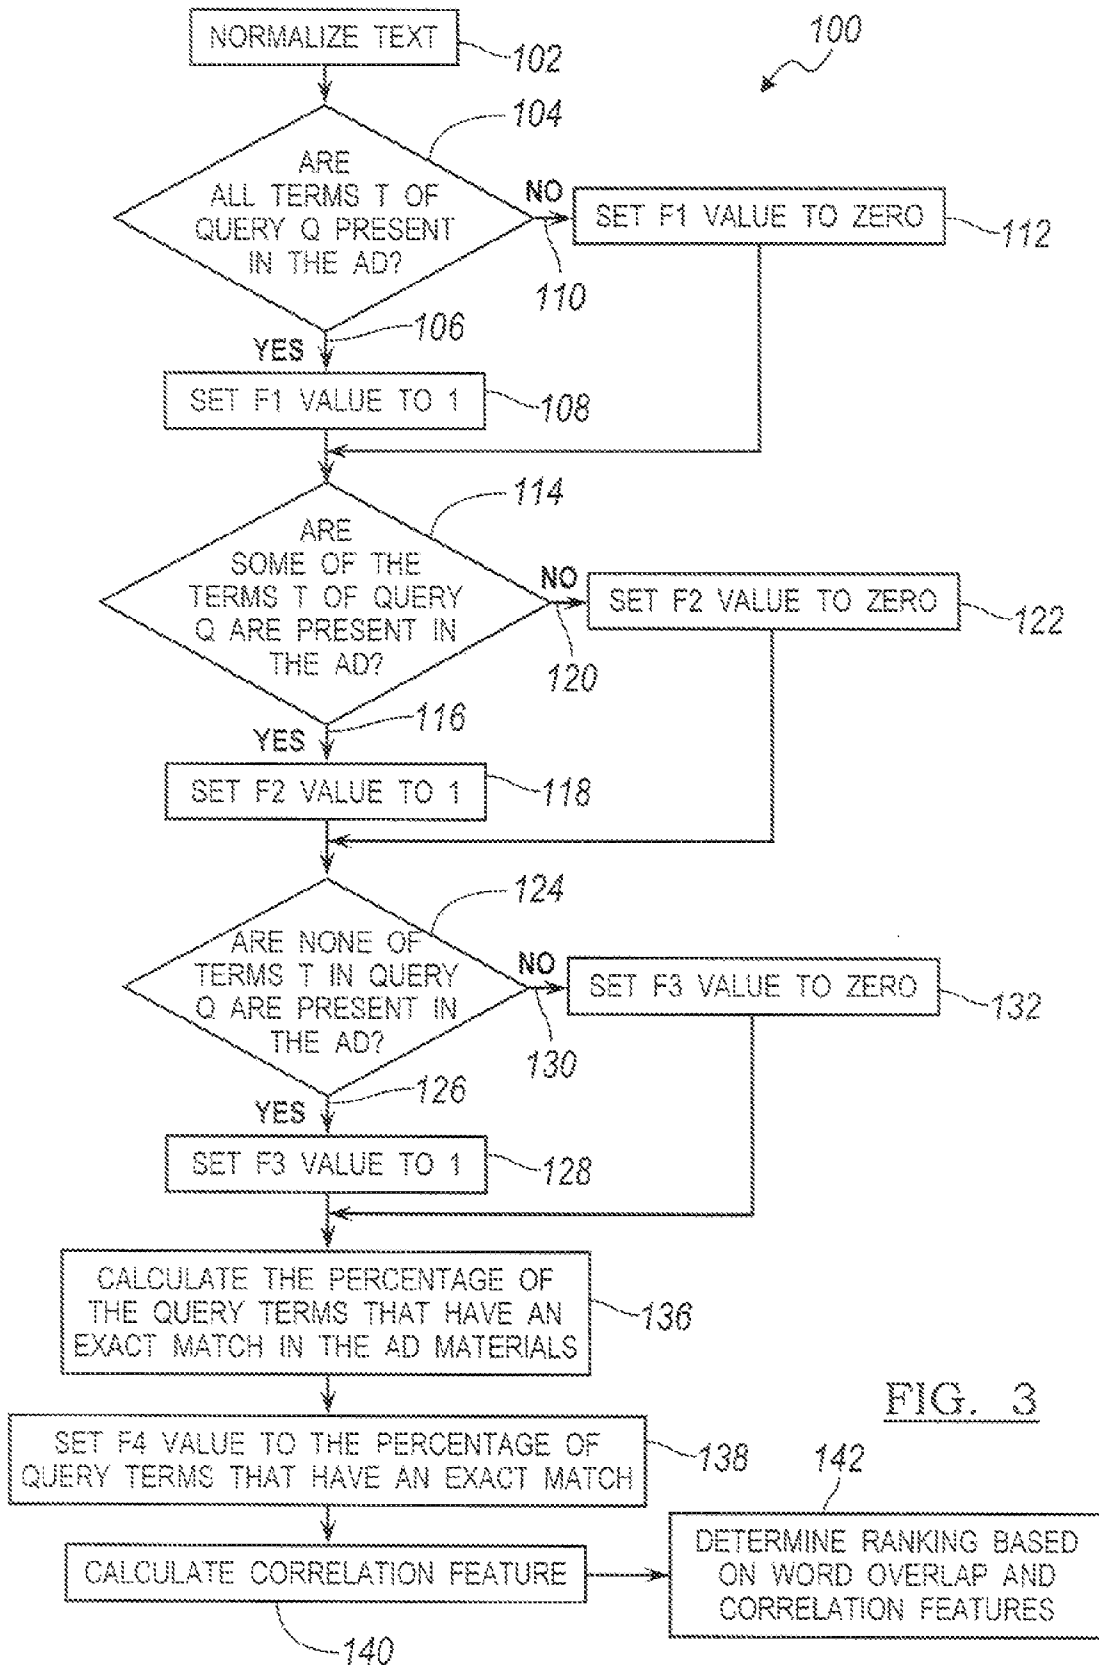 NORMALIZE TEXT
102
100
104
ARE
ALL TERMS T OF
QUERY Q PRESENT
IN THE AD?
NO
110
SET F1 VALUE TO ZERO
112
106
YES
SET F1 VALUE TO 1
108
114
ARE
SOME OF THE
TERMS T OF QUERY
Q ARE PRESENT IN
THE AD?
NO
120
SET F2 VALUE TO ZERO
122
116
YES
SET F2 VALUE TO 1
118
124
ARE NONE OF
TERMS T IN QUERY
Q ARE PRESENT IN
THE AD?
NO
130
SET F3 VALUE TO ZERO
132
126
YES
SET F3 VALUE TO 1
128
CALCULATE THE PERCENTAGE OF
THE QUERY TERMS THAT HAVE AN
EXACT MATCH IN THE AD MATERIALS
136
FIG. 3
SET F4 VALUE TO THE PERCENTAGE OF
QUERY TERMS THAT HAVE AN EXACT MATCH
138
142
CALCULATE CORRELATION FEATURE
140
DETERMINE RANKING BASED
ON WORD OVERLAP AND
CORRELATION FEATURES